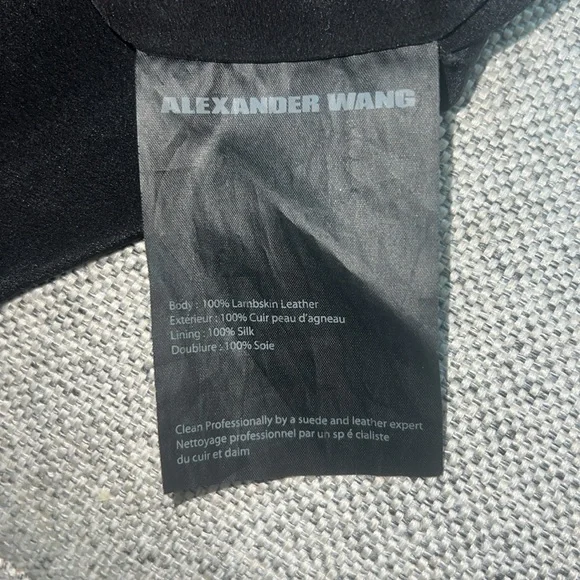 ALEXANDER WANG
Body : 100% Lambskin Leather
Extérieur : 100% Cuir peau d'agneau
Lining : 100% Silk
Doublure : 100% Soie
Clean Professionally by a suede and leather expert
Nettoyage professionnel par un sp é cialiste
du cuir et daim